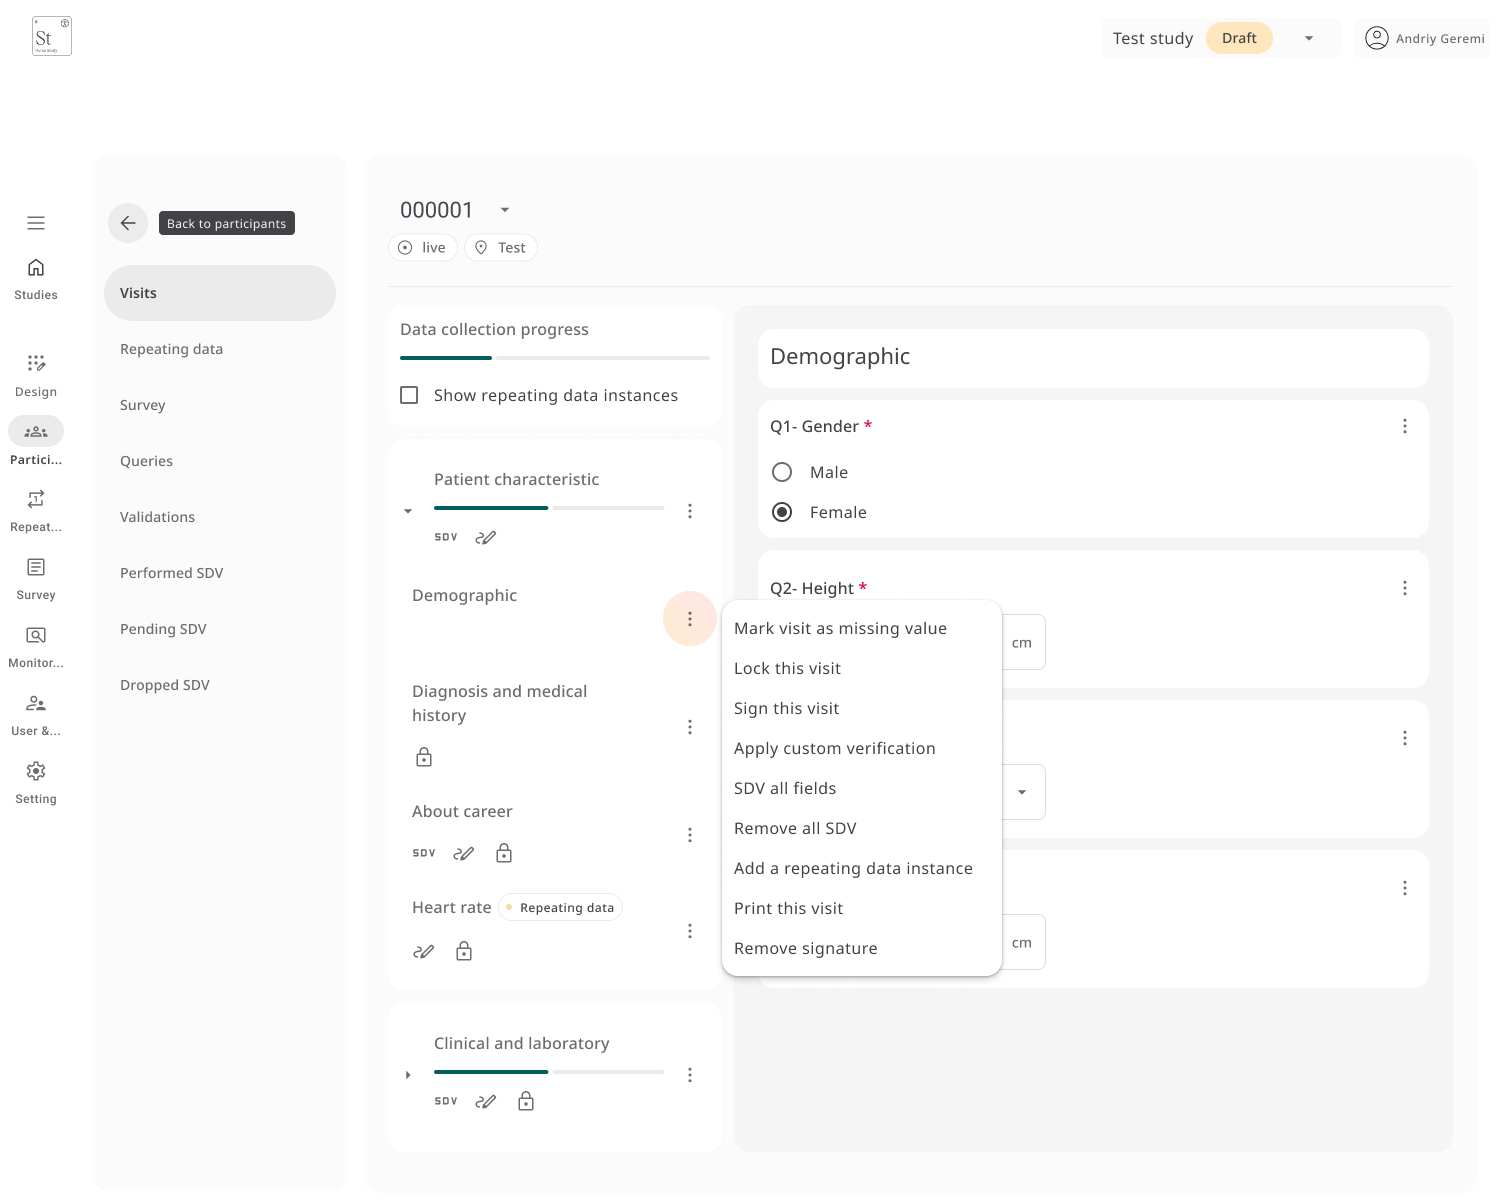 St
Test study
Draft
Andriy Geremi
Back to participants
Studies
Design
Partici...
Repeat...
Survey
Monitor...
User &...
Setting
Visits
Repeating data
Survey
Queries
Validations
Performed SDV
Pending SDV
Dropped SDV
000001
live
Test
Data collection progress
Show repeating data instances
Patient characteristic
SDV
Demographic
Diagnosis and medical
history
About career
SDV
Heart rate
Repeating data
Clinical and laboratory
SDV
Demographic
Q1- Gender *
Male
Female
Q2- Height *
cm
cm
Mark visit as missing value
Lock this visit
Sign this visit
Apply custom verification
SDV all fields
Remove all SDV
Add a repeating data instance
Print this visit
Remove signature